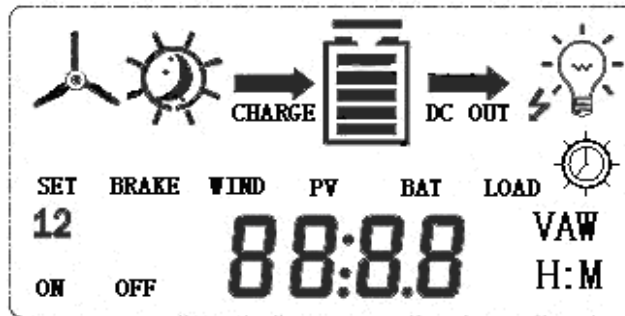 CHARGE DC OUT
SET BRAKE WIND PV BAT LOAD
12 88:8.8 VAW
ON OFF H:M